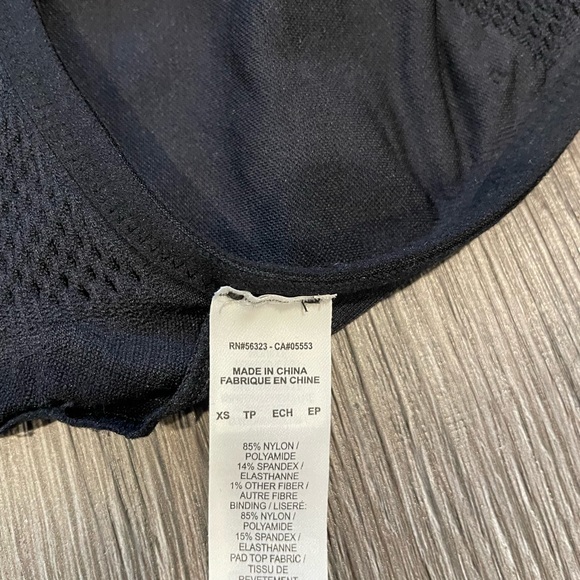 RN#56323 - CA#05553
MADE IN CHINA
FABRIQUE EN CHINE
XS TP ECH EP
85% NYLON /
POLYAMIDE
14% SPANDEX /
ELASTHANNE
1% OTHER FIBER /
AUTRE FIBRE
BINDING / LISERÉ:
85% NYLON /
POLYAMIDE
15% SPANDEX /
ELASTHANNE
PAD TOP FABRIC /
TISSU DE
REVETEMENT